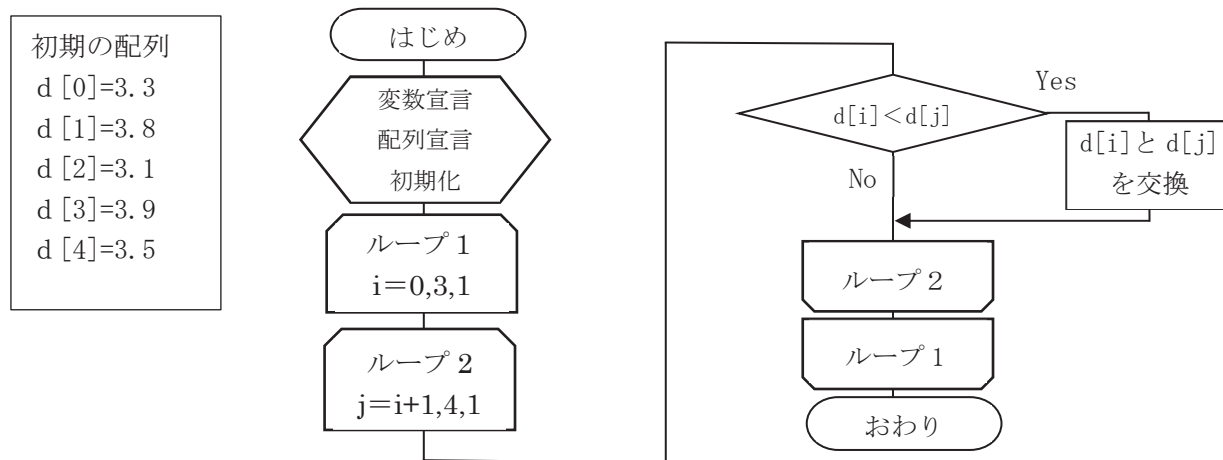 初期の配列
d[0]=3.3
d[1]=3.8
d[2]=3.1
d[3]=3.9
d[4]=3.5
はじめ
変数宣言
配列宣言
初期化
ループ1
i=0,3,1
ループ2
j=i+1,4,1
d[i]<d[j]
Yes
d[i]とd[j]
を交換
No
ループ2
ループ1
おわり